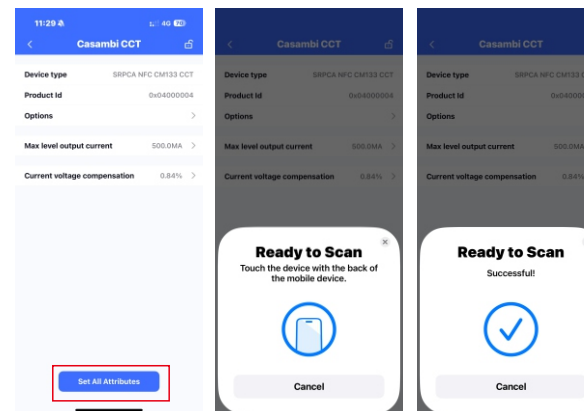 11:29
4G 72
Casambi CCT
Device type SRPCA NFC CM133 CCT
Product Id 0x04000004
Options
Max level output current 500.0MA
Current voltage compensation 0.84%
Set All Attributes
Casambi CCT
Device type SRPCA NFC CM133 CCT
Product Id 0x04000004
Options
Max level output current 500.0MA
Current voltage compensation 0.84%
Ready to Scan
Touch the device with the back of
the mobile device.
Cancel
Casambi CCT
Device type SRPCA NFC CM133 C
Product Id 0x040000
Options
Max level output current 500.0MA
Current voltage compensation 0.84%
Ready to Scan
Successful!
Cancel